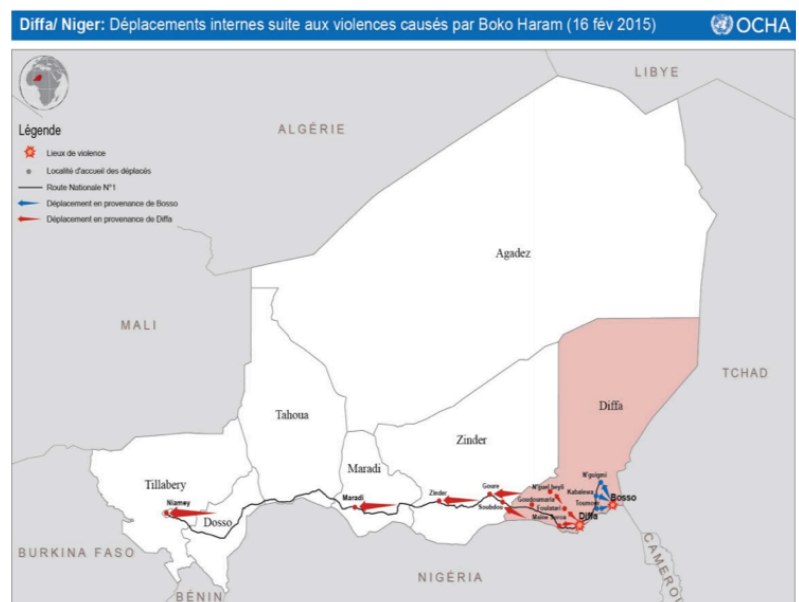 Diffa/ Niger: Déplacements internes suite aux violences causés par Boko Haram (16 fév 2015)
OCHA
LIBYE
ALGÉRIE
Légende
Lieux de violence
Localité d'accueil des déplacés
Route Nationale N°1
Déplacement en provenance de Bosso
Déplacement en provenance de Diffa
Agadez
MALI
TCHAD
Diffa
Tahoua
Zinder
Maradi
Tillabery
N'guigmi
N'guel beyli
Kabalewa
Goure
Zinder
Bosso
Maradi
Goudoumaria
Toumour
Niamey
Soubdou
Foulatari
Dosso
Maine Soroa
Diffa
BURKINA FASO
NIGÉRIA
CAMEROU
BÉNIN